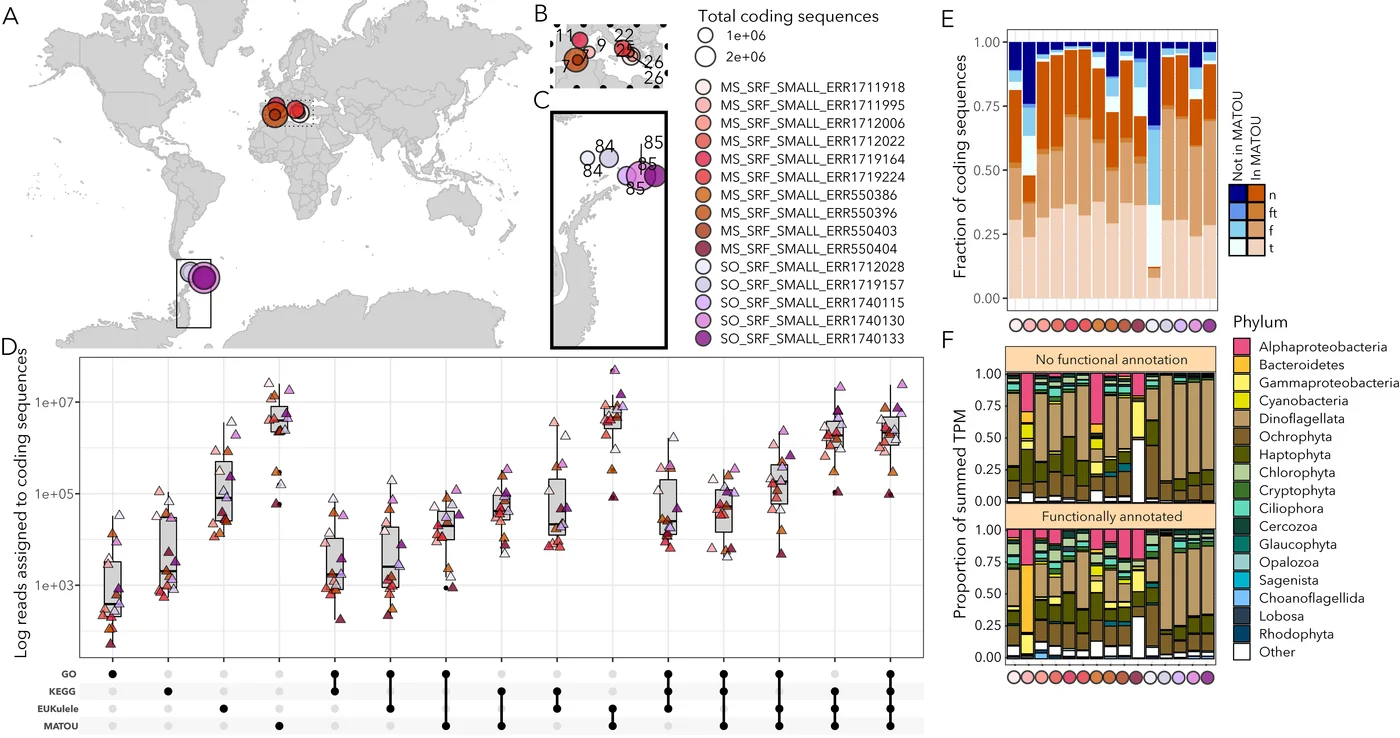 A
B
11
9
22
7
7
25
26
26
C
84
84
85
85
85
Total coding sequences
1e+06
2e+06
MS_SRF_SMALL_ERR1711918
MS_SRF_SMALL_ERR1711995
MS_SRF_SMALL_ERR1712006
MS_SRF_SMALL_ERR1712022
MS_SRF_SMALL_ERR1719164
MS_SRF_SMALL_ERR1719224
MS_SRF_SMALL_ERR550386
MS_SRF_SMALL_ERR550396
MS_SRF_SMALL_ERR550403
MS_SRF_SMALL_ERR550404
SO_SRF_SMALL_ERR1712028
SO_SRF_SMALL_ERR1719157
SO_SRF_SMALL_ERR1740115
SO_SRF_SMALL_ERR1740130
SO_SRF_SMALL_ERR1740133
D
Log reads assigned to coding sequences
1e+07
1e+05
1e+03
GO
KEGG
EUKulele
MATOU
E
Fraction of coding sequences
1.00
0.75
0.50
0.25
0.00
Not in MATOU
In MATOU
n
ft
f
t
F
Proportion of summed TPM
No functional annotation
1.00
0.75
0.50
0.25
0.00
Functionally annotated
1.00
0.75
0.50
0.25
0.00
Phylum
Alphaproteobacteria
Bacteroidetes
Gammaproteobacteria
Cyanobacteria
Dinoflagellata
Ochrophyta
Haptophyta
Chlorophyta
Cryptophyta
Ciliophora
Cercozoa
Glaucophyta
Opalozoa
Sagenista
Choanoflagellida
Lobosa
Rhodophyta
Other